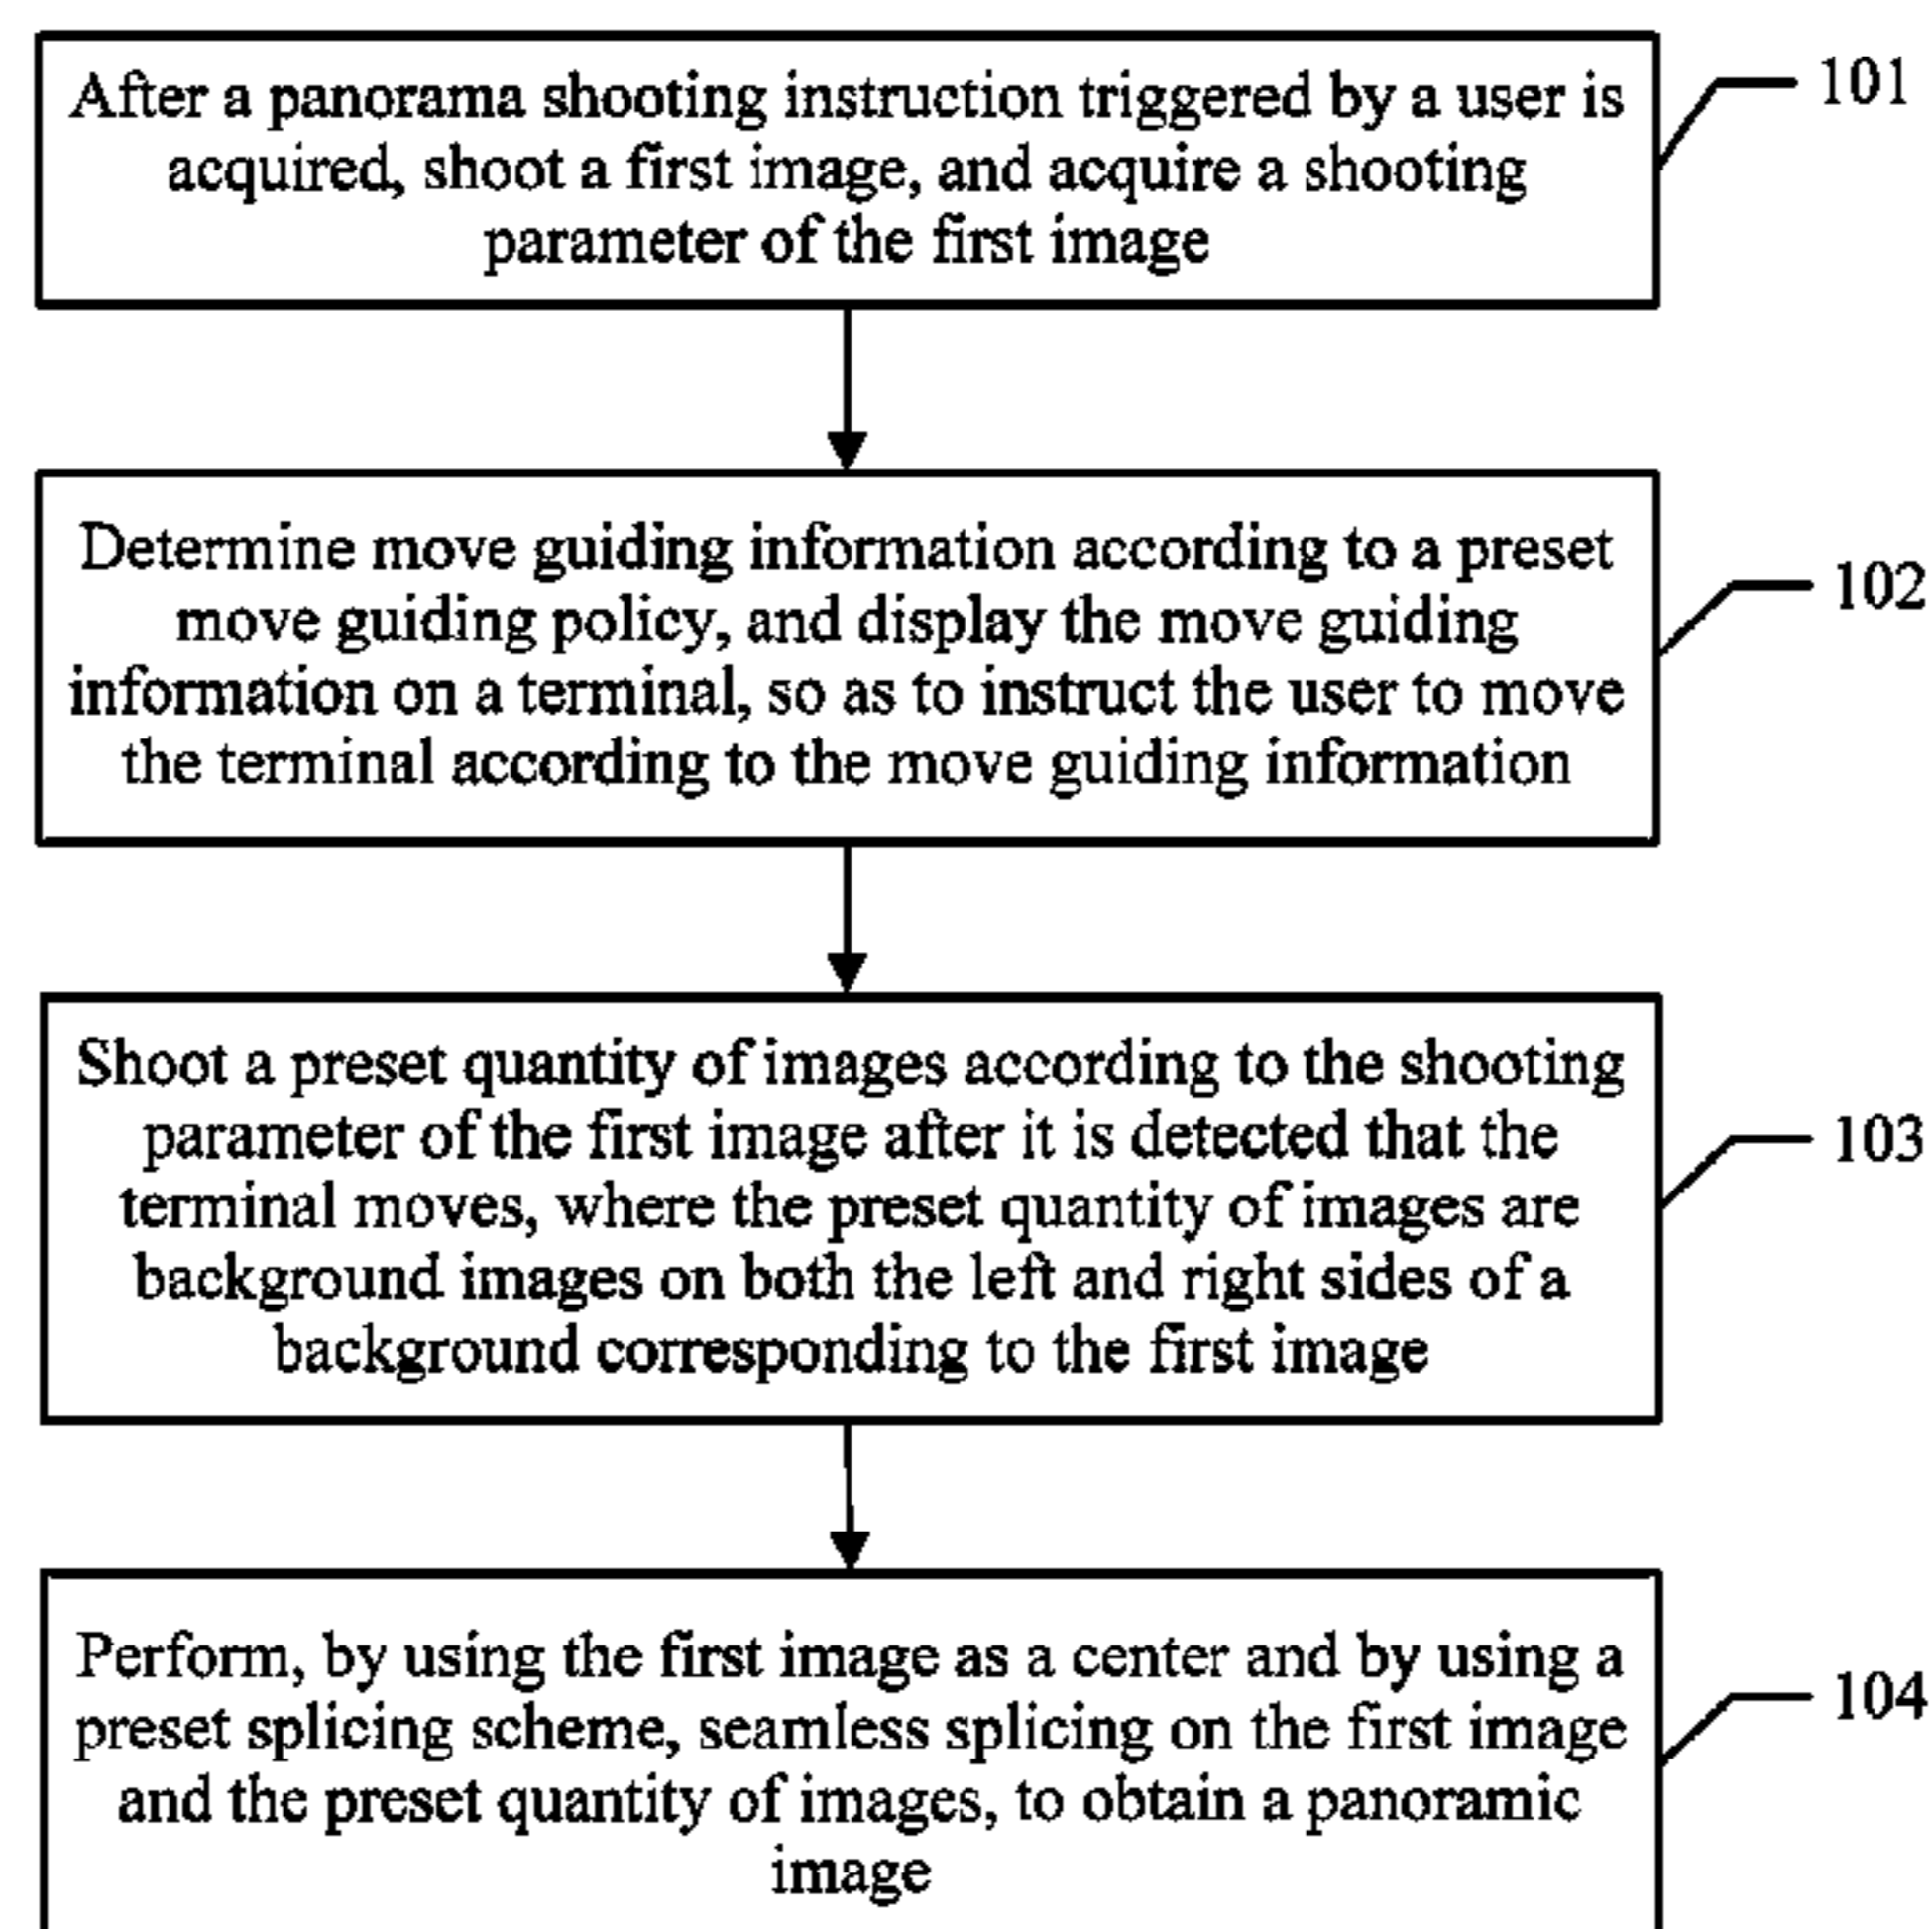 After a panorama shooting instruction triggered by a user is
acquired, shoot a first image, and acquire a shooting
parameter of the first image
101
Determine move guiding information according to a preset
move guiding policy, and display the move guiding
information on a terminal, so as to instruct the user to move
the terminal according to the move guiding information
102
Shoot a preset quantity of images according to the shooting
parameter of the first image after it is detected that the
terminal moves, where the preset quantity of images are
background images on both the left and right sides of a
background corresponding to the first image
103
Perform, by using the first image as a center and by using a
preset splicing scheme, seamless splicing on the first image
and the preset quantity of images, to obtain a panoramic
image
104